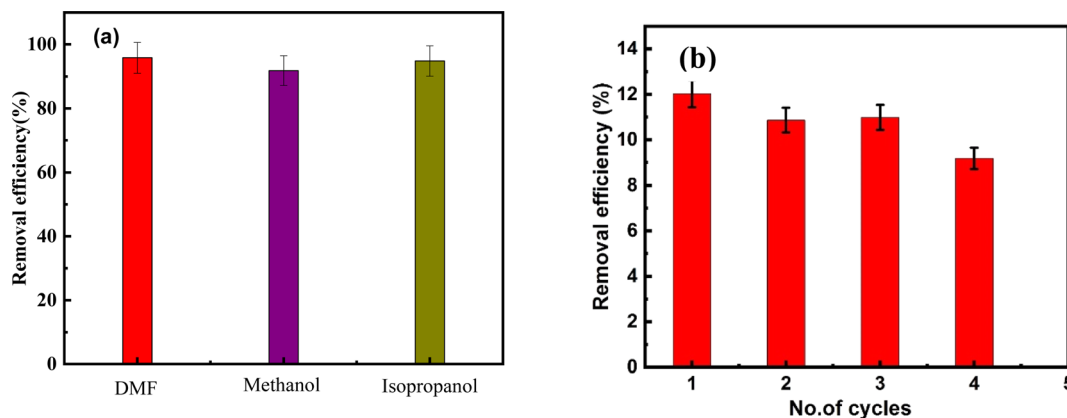 (a)
Removal efficiency(%)
100
80
60
40
20
0
DMF Methanol Isopropanol
(b)
Removal efficiency (%)
14
12
10
8
6
4
2
0
1 2 3 4 5
No.of cycles